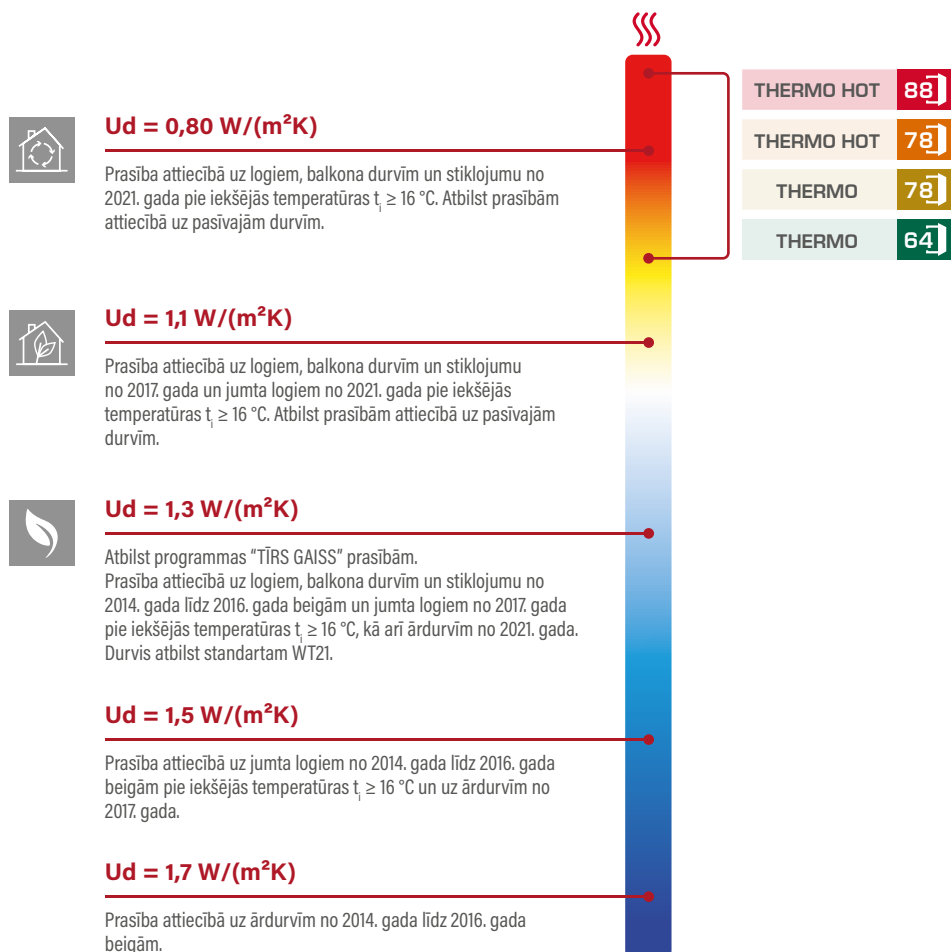 Ud = 0,80 W/(m²K)
Prasība attiecībā uz logiem, balkona durvīm un stiklojumu no
2021. gada pie iekšējās temperatūras tᵢ ≥ 16 °C. Atbilst prasībām
attiecībā uz pasīvajām durvīm.
THERMO HOT 88
THERMO HOT 78
THERMO 78
THERMO 64
Ud = 1,1 W/(m²K)
Prasība attiecībā uz logiem, balkona durvīm un stiklojumu
no 2017. gada un jumta logiem no 2021. gada pie iekšējās
temperatūras tᵢ ≥ 16 °C. Atbilst prasībām attiecībā uz pasīvajām
durvīm.
Ud = 1,3 W/(m²K)
Atbilst programmas "TĪRS GAISS" prasībām.
Prasība attiecībā uz logiem, balkona durvīm un stiklojumu no
2014. gada līdz 2016. gada beigām un jumta logiem no 2017. gada
pie iekšējās temperatūras tᵢ ≥ 16 °C, kā arī ārdurvīm no 2021. gada.
Durvis atbilst standartam WT21.
Ud = 1,5 W/(m²K)
Prasība attiecībā uz jumta logiem no 2014. gada līdz 2016. gada
beigām pie iekšējās temperatūras tᵢ ≥ 16 °C un uz ārdurvīm no
2017. gada.
Ud = 1,7 W/(m²K)
Prasība attiecībā uz ārdurvīm no 2014. gada līdz 2016. gada
beigām.